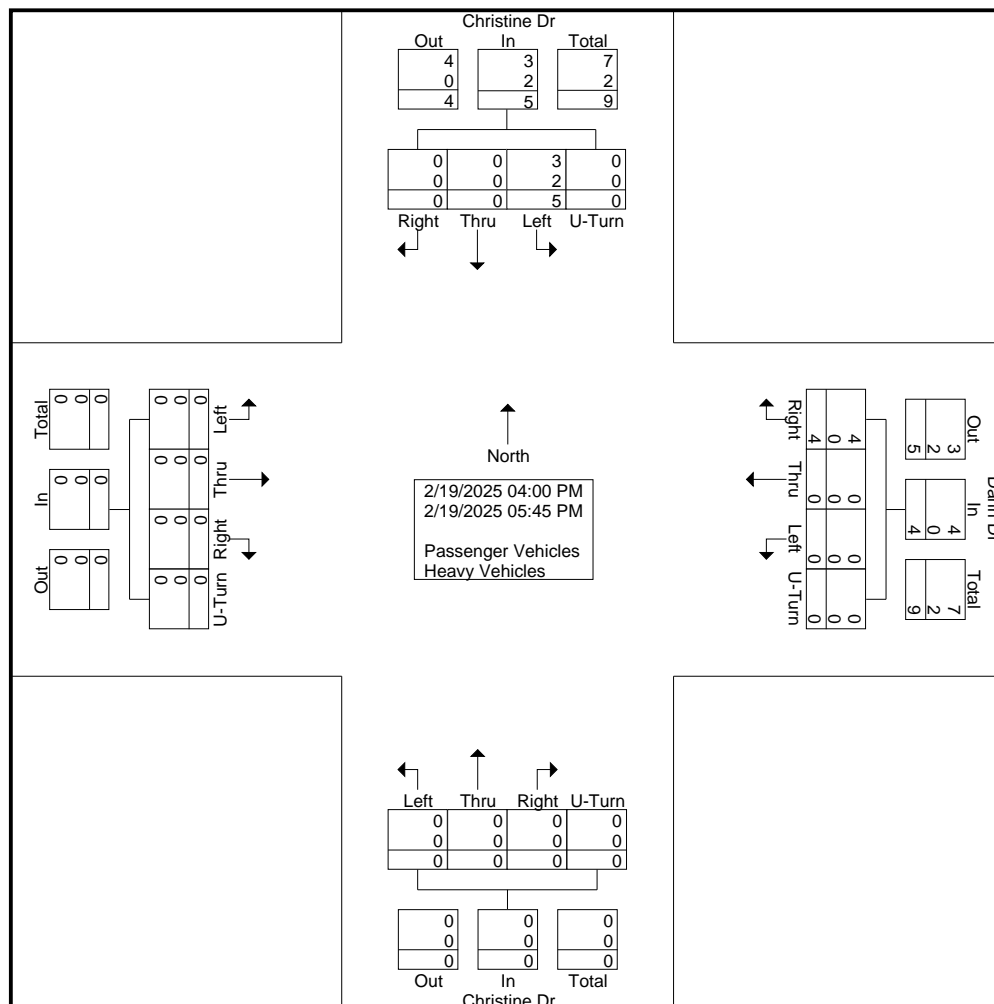 Christine Dr
Out In Total
4 3 7
0 2 2
4 5 9
0 0 3 0
0 0 2 0
0 0 5 0
Right Thru Left U-Turn
Total
0 0 0
In
0 0 0
Out
0 0 0
Left
0 0 0
Thru
0 0 0
Right
0 0 0
U-Turn
0 0 0
North
2/19/2025 04:00 PM
2/19/2025 05:45 PM
Passenger Vehicles
Heavy Vehicles
Right
4 0 4
Thru
0 0 0
Left
0 0 0
U-Turn
0 0 0
Out
5 2 3
In
4 0 4
Total
9 2 7
Left Thru Right U-Turn
0 0 0 0
0 0 0 0
0 0 0 0
0 0 0
0 0 0
0 0 0
Out In Total
Christine Dr